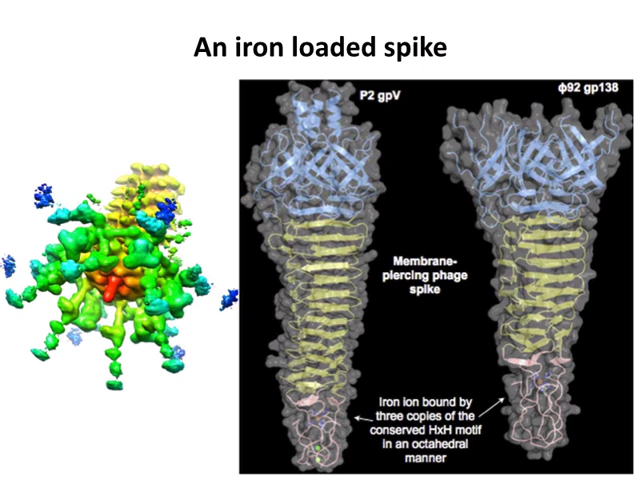 An iron loaded spike
P2 gpV
ϕ92 gp138
Membrane-
piercing phage
spike
Iron ion bound by
three copies of the
conserved HxH motif
in an octahedral
manner